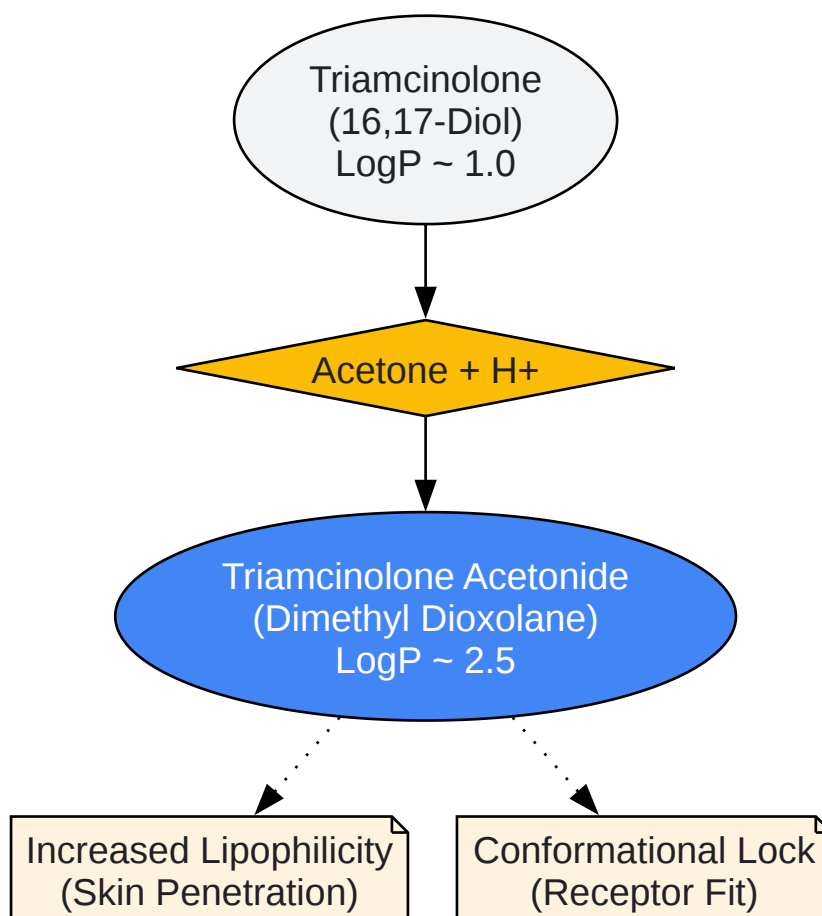 Triamcinolone
(16,17-Diol)
LogP ~ 1.0
Acetone + H+
Triamcinolone Acetonide
(Dimethyl Dioxolane)
LogP ~ 2.5
Increased Lipophilicity
(Skin Penetration)
Conformational Lock
(Receptor Fit)